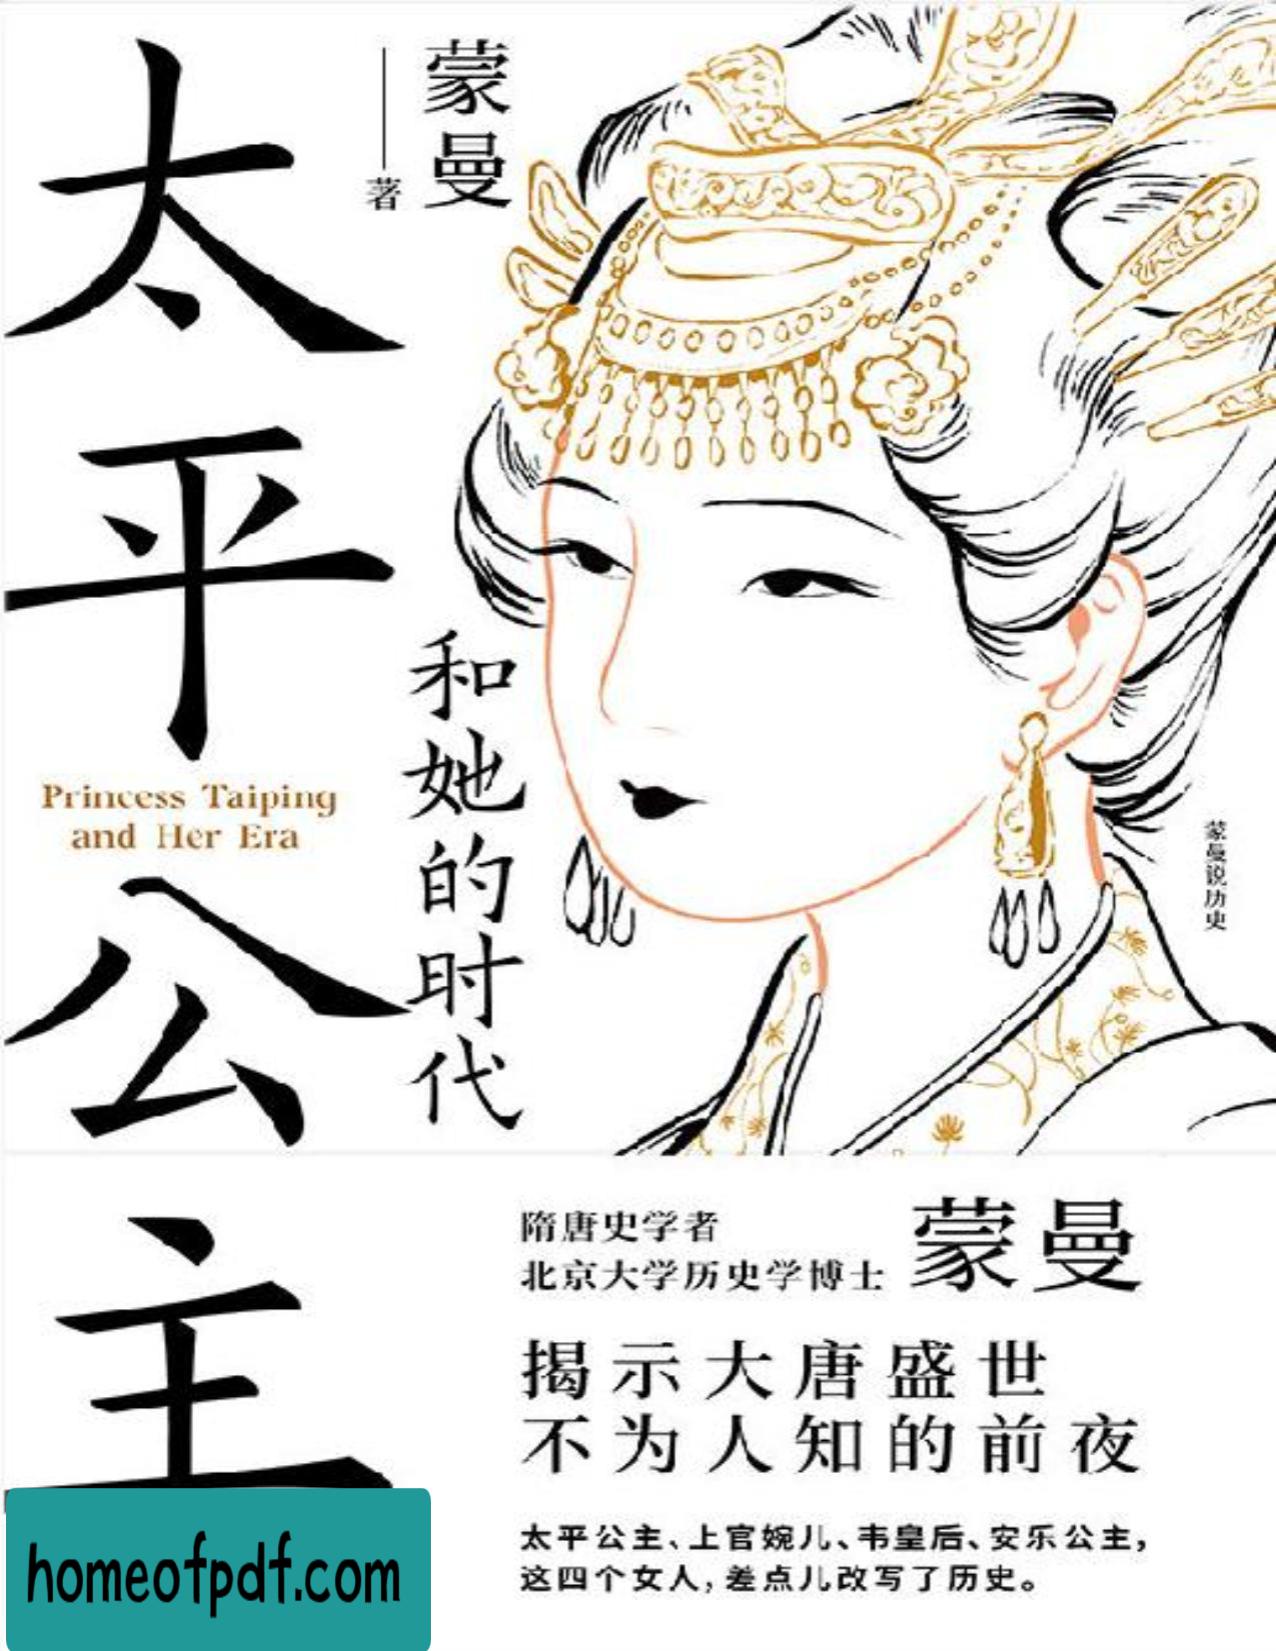 太平公主
蒙曼
著
和她的时代
Princess Taiping
and Her Era
蒙曼说历史
隋唐史学者
北京大学历史学博士
蒙曼
揭示大唐盛世
不为人知的前夜
太平公主、上官婉儿、韦皇后、安乐公主,
这四个女人,差点儿改写了历史。
homeofpdf.com